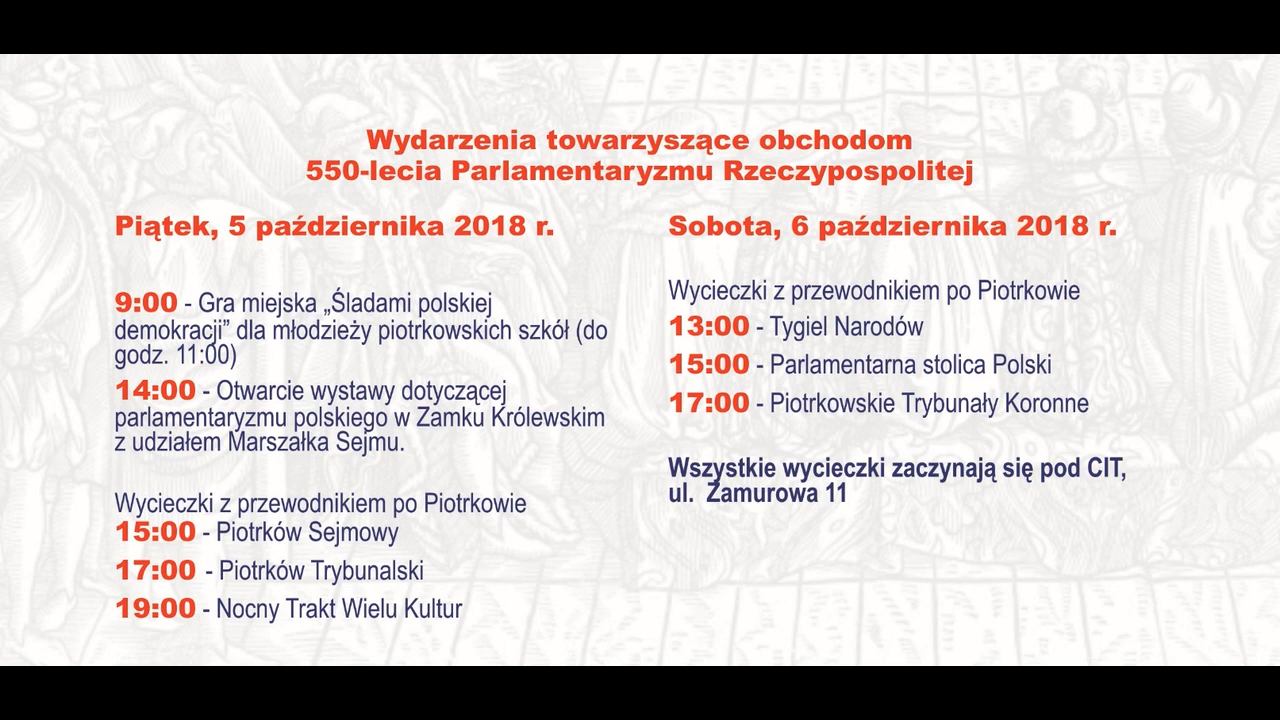 Wydarzenia towarzyszące obchodom
550-lecia Parlamentaryzmu Rzeczypospolitej
Piątek, 5 października 2018 r.
9:00 - Gra miejska „Śladami polskiej
demokracji” dla młodzieży piotrkowskich szkół (do
godz. 11:00)
14:00 - Otwarcie wystawy dotyczącej
parlamentaryzmu polskiego w Zamku Królewskim
z udziałem Marszałka Sejmu.
Wycieczki z przewodnikiem po Piotrkowie
15:00 - Piotrków Sejmowy
17:00 - Piotrków Trybunalski
19:00 - Nocny Trakt Wielu Kultur
Sobota, 6 października 2018 r.
Wycieczki z przewodnikiem po Piotrkowie
13:00 - Tygiel Narodów
15:00 - Parlamentarna stolica Polski
17:00 - Piotrkowskie Trybunały Koronne
Wszystkie wycieczki zaczynają się pod CIT,
ul. Zamurowa 11